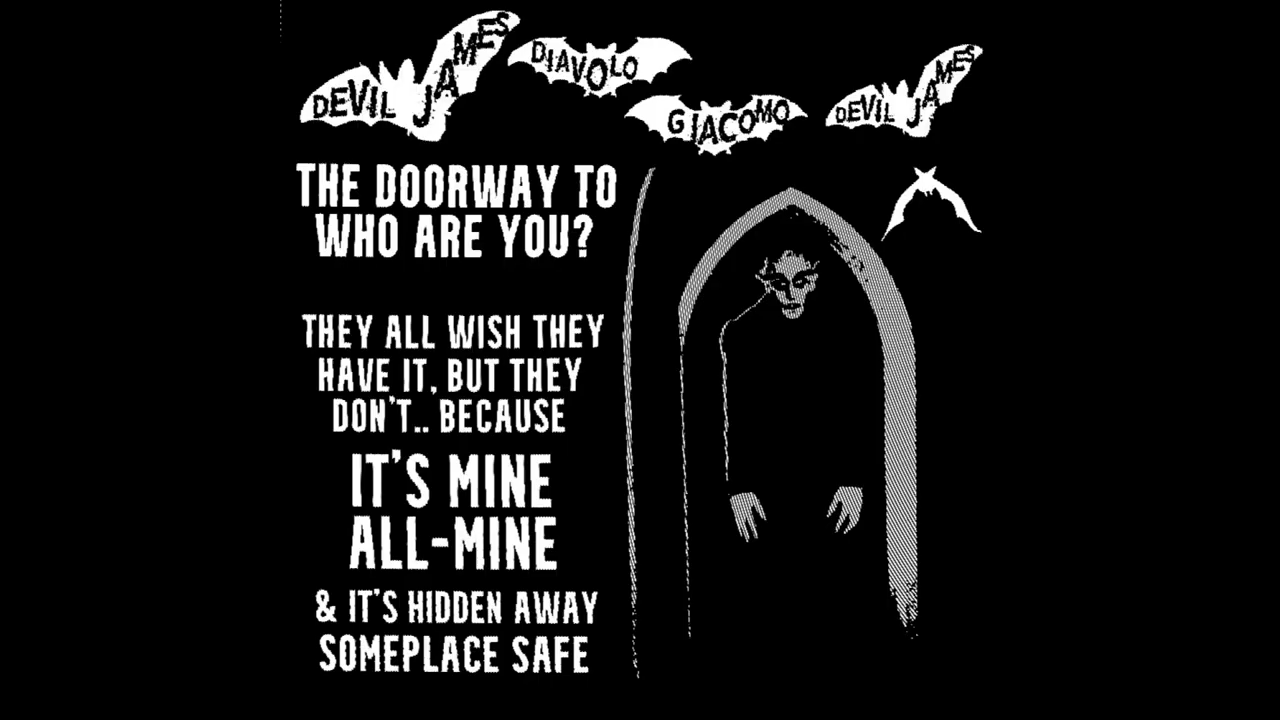 DEVIL JAMES
DIAVOLO
GIACOMO
DEVIL JAMES
THE DOORWAY TO
WHO ARE YOU?
THEY ALL WISH THEY
HAVE IT, BUT THEY
DON'T.. BECAUSE
IT'S MINE
ALL-MINE
& IT'S HIDDEN AWAY
SOMEPLACE SAFE